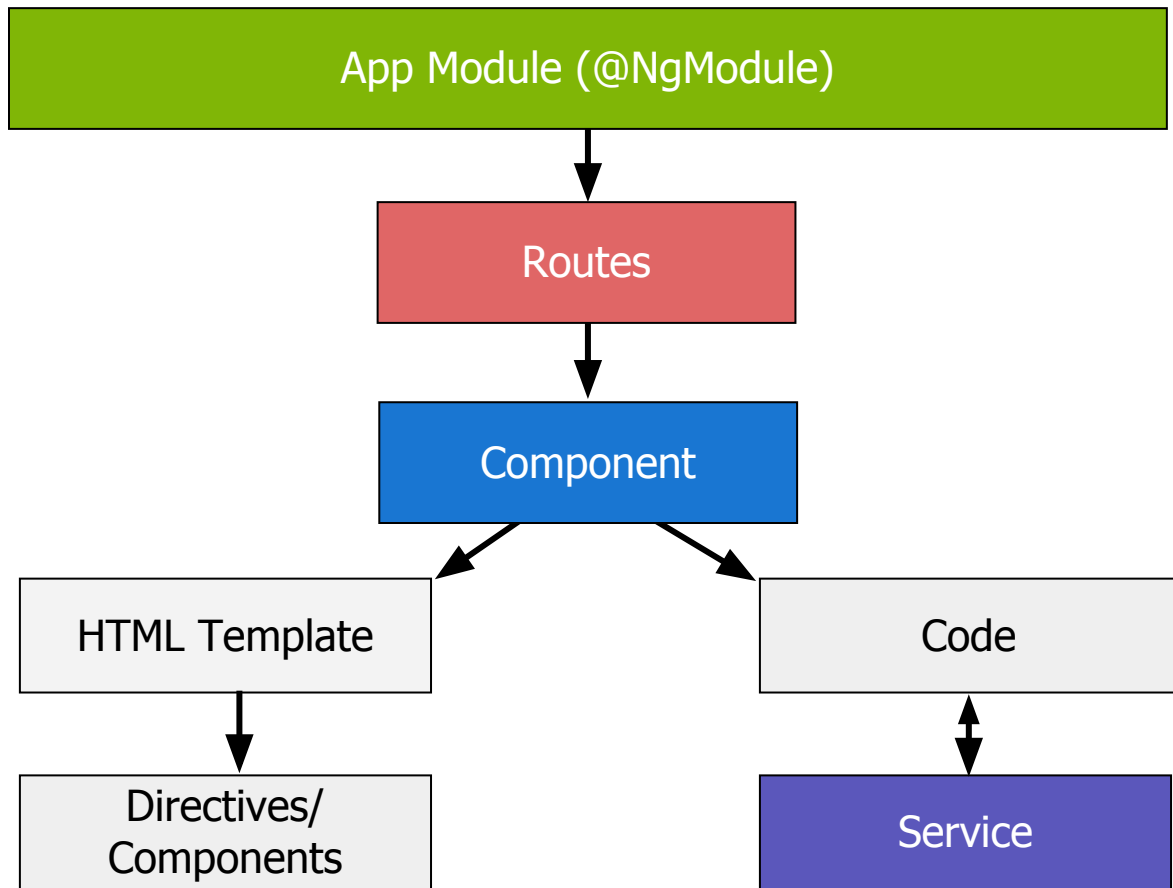 App Module (@NgModule)
Routes
Component
HTML Template
Code
Directives/
Components
Service